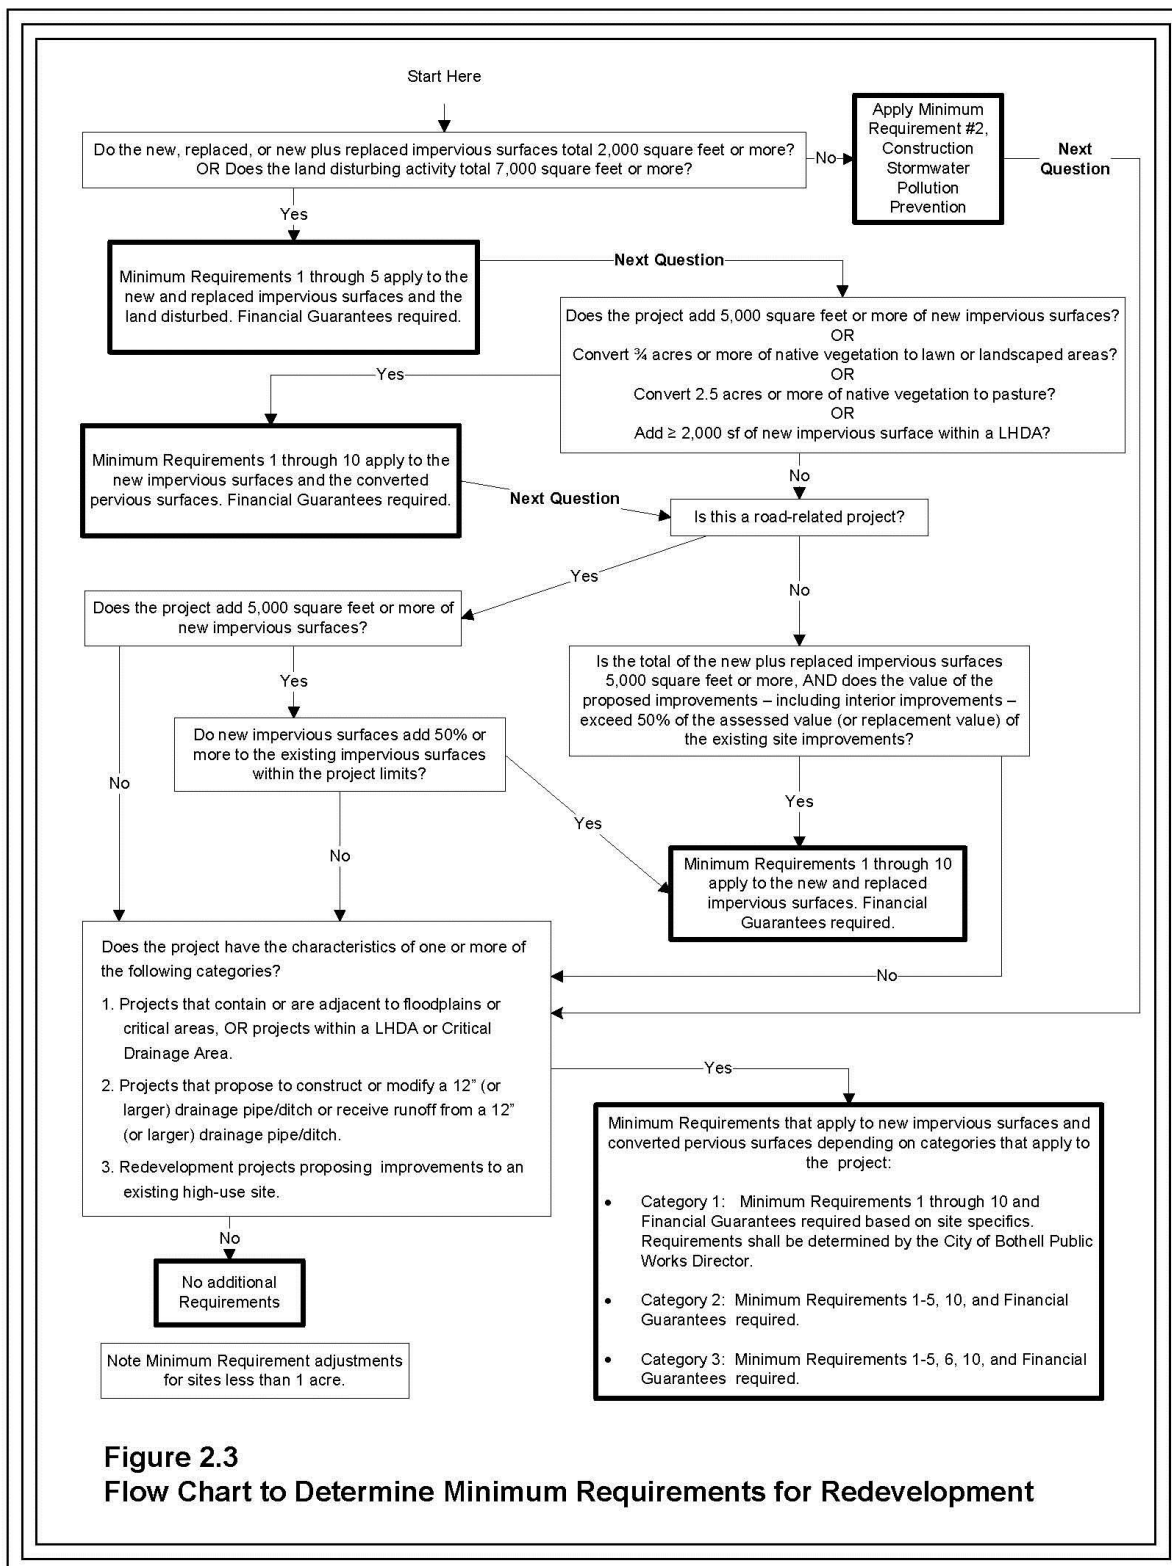 Start Here
Do the new, replaced, or new plus replaced impervious surfaces total 2,000 square feet or more?
OR Does the land disturbing activity total 7,000 square feet or more?
No
Apply Minimum
Requirement #2,
Construction
Stormwater
Pollution
Prevention
Next
Question
Yes
Minimum Requirements 1 through 5 apply to the
new and replaced impervious surfaces and the
land disturbed. Financial Guarantees required.
Next Question
Does the project add 5,000 square feet or more of new impervious surfaces?
OR
Convert ¾ acres or more of native vegetation to lawn or landscaped areas?
OR
Convert 2.5 acres or more of native vegetation to pasture?
OR
Add ≥ 2,000 sf of new impervious surface within a LHDA?
Yes
Minimum Requirements 1 through 10 apply to the
new impervious surfaces and the converted
pervious surfaces. Financial Guarantees required.
Next Question
No
Is this a road-related project?
Yes
No
Does the project add 5,000 square feet or more of
new impervious surfaces?
Is the total of the new plus replaced impervious surfaces
5,000 square feet or more, AND does the value of the
proposed improvements – including interior improvements –
exceed 50% of the assessed value (or replacement value) of
the existing site improvements?
Yes
Do new impervious surfaces add 50% or
more to the existing impervious surfaces
within the project limits?
No
Yes
Yes
No
Minimum Requirements 1 through 10
apply to the new and replaced
impervious surfaces. Financial
Guarantees required.
No
Does the project have the characteristics of one or more of
the following categories?
1. Projects that contain or are adjacent to floodplains or
critical areas, OR projects within a LHDA or Critical
Drainage Area.
2. Projects that propose to construct or modify a 12” (or
larger) drainage pipe/ditch or receive runoff from a 12”
(or larger) drainage pipe/ditch.
3. Redevelopment projects proposing improvements to an
existing high-use site.
Yes
Minimum Requirements that apply to new impervious surfaces and
converted pervious surfaces depending on categories that apply to
the project:
• Category 1: Minimum Requirements 1 through 10 and
Financial Guarantees required based on site specifics.
Requirements shall be determined by the City of Bothell Public
Works Director.
• Category 2: Minimum Requirements 1-5, 10, and Financial
Guarantees required.
• Category 3: Minimum Requirements 1-5, 6, 10, and Financial
Guarantees required.
No
No additional
Requirements
Note Minimum Requirement adjustments
for sites less than 1 acre.
Figure 2.3
Flow Chart to Determine Minimum Requirements for Redevelopment